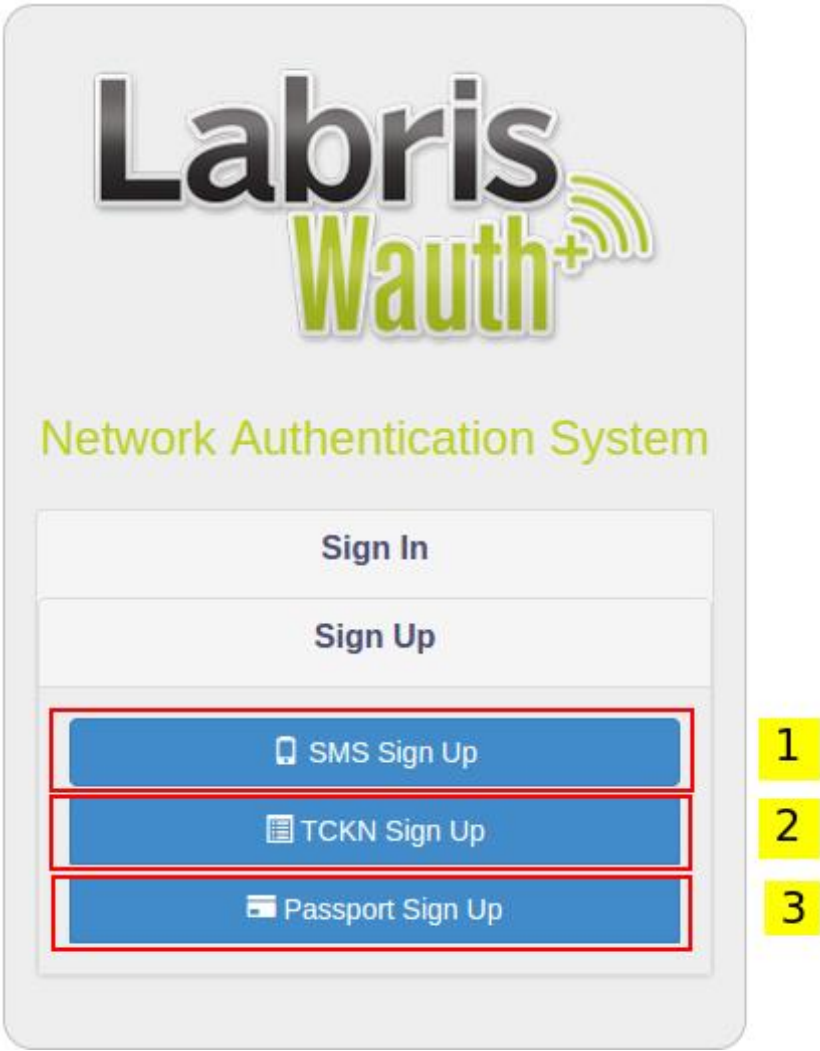 Labris
Wauth+
Network Authentication System
Sign In
Sign Up
SMS Sign Up
1
TCKN Sign Up
2
Passport Sign Up
3